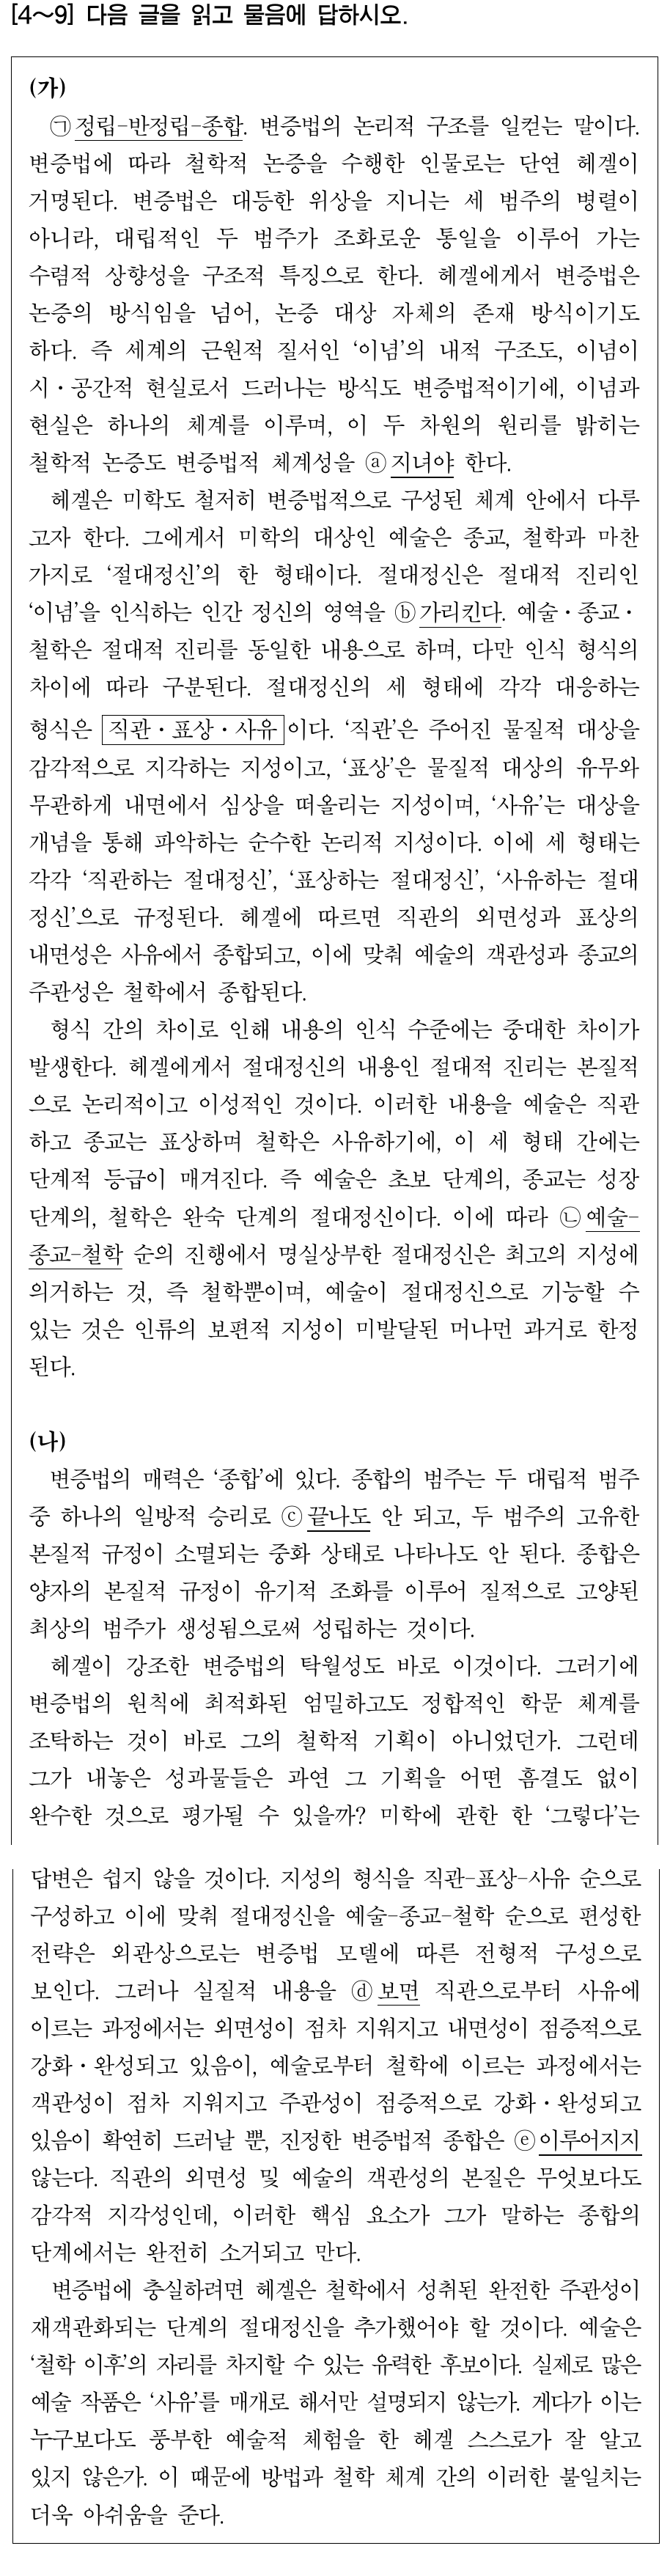 [4～9] 다음 글을 읽고 물음에 답하시오.
(가)
㉠정립-반정립-종합. 변증법의 논리적 구조를 일컫는 말이다.
변증법에 따라 철학적 논증을 수행한 인물로는 단연 헤겔이
거명된다. 변증법은 대등한 위상을 지니는 세 범주의 병렬이
아니라, 대립적인 두 범주가 조화로운 통일을 이루어 가는
수렴적 상향성을 구조적 특징으로 한다. 헤겔에게서 변증법은
논증의 방식임을 넘어, 논증 대상 자체의 존재 방식이기도
하다. 즉 세계의 근원적 질서인 ‘이념’의 내적 구조도, 이념이
시・공간적 현실로서 드러나는 방식도 변증법적이기에, 이념과
현실은 하나의 체계를 이루며, 이 두 차원의 원리를 밝히는
철학적 논증도 변증법적 체계성을 ⓐ지녀야 한다.
헤겔은 미학도 철저히 변증법적으로 구성된 체계 안에서 다루
고자 한다. 그에게서 미학의 대상인 예술은 종교, 철학과 마찬
가지로 ‘절대정신’의 한 형태이다. 절대정신은 절대적 진리인
‘이념’을 인식하는 인간 정신의 영역을 ⓑ가리킨다. 예술・종교・
철학은 절대적 진리를 동일한 내용으로 하며, 다만 인식 형식의
차이에 따라 구분된다. 절대정신의 세 형태에 각각 대응하는
형식은 직관・표상・사유이다. ‘직관’은 주어진 물질적 대상을
감각적으로 지각하는 지성이고, ‘표상’은 물질적 대상의 유무와
무관하게 내면에서 심상을 떠올리는 지성이며, ‘사유’는 대상을
개념을 통해 파악하는 순수한 논리적 지성이다. 이에 세 형태는
각각 ‘직관하는 절대정신’, ‘표상하는 절대정신’, ‘사유하는 절대
정신’으로 규정된다. 헤겔에 따르면 직관의 외면성과 표상의
내면성은 사유에서 종합되고, 이에 맞춰 예술의 객관성과 종교의
주관성은 철학에서 종합된다.
형식 간의 차이로 인해 내용의 인식 수준에는 중대한 차이가
발생한다. 헤겔에게서 절대정신의 내용인 절대적 진리는 본질적
으로 논리적이고 이성적인 것이다. 이러한 내용을 예술은 직관
하고 종교는 표상하며 철학은 사유하기에, 이 세 형태 간에는
단계적 등급이 매겨진다. 즉 예술은 초보 단계의, 종교는 성장
단계의, 철학은 완숙 단계의 절대정신이다. 이에 따라 ㉡예술-
종교-철학 순의 진행에서 명실상부한 절대정신은 최고의 지성에
의거하는 것, 즉 철학뿐이며, 예술이 절대정신으로 기능할 수
있는 것은 인류의 보편적 지성이 미발달된 머나먼 과거로 한정
된다.
(나)
변증법의 매력은 ‘종합’에 있다. 종합의 범주는 두 대립적 범주
중 하나의 일방적 승리로 ⓒ끝나도 안 되고, 두 범주의 고유한
본질적 규정이 소멸되는 중화 상태로 나타나도 안 된다. 종합은
양자의 본질적 규정이 유기적 조화를 이루어 질적으로 고양된
최상의 범주가 생성됨으로써 성립하는 것이다.
헤겔이 강조한 변증법의 탁월성도 바로 이것이다. 그러기에
변증법의 원칙에 최적화된 엄밀하고도 정합적인 학문 체계를
조탁하는 것이 바로 그의 철학적 기획이 아니었던가. 그런데
그가 내놓은 성과물들은 과연 그 기획을 어떤 흠결도 없이
완수한 것으로 평가될 수 있을까? 미학에 관한 한 ‘그렇다’는
답변은 쉽지 않을 것이다. 지성의 형식을 직관-표상-사유 순으로
구성하고 이에 맞춰 절대정신을 예술-종교-철학 순으로 편성한
전략은 외관상으로는 변증법 모델에 따른 전형적 구성으로
보인다. 그러나 실질적 내용을 ⓓ보면 직관으로부터 사유에
이르는 과정에서는 외면성이 점차 지워지고 내면성이 점증적으로
강화・완성되고 있음이, 예술로부터 철학에 이르는 과정에서는
객관성이 점차 지워지고 주관성이 점증적으로 강화・완성되고
있음이 확연히 드러날 뿐, 진정한 변증법적 종합은 ⓔ이루어지지
않는다. 직관의 외면성 및 예술의 객관성의 본질은 무엇보다도
감각적 지각성인데, 이러한 핵심 요소가 그가 말하는 종합의
단계에서는 완전히 소거되고 만다.
변증법에 충실하려면 헤겔은 철학에서 성취된 완전한 주관성이
재객관화되는 단계의 절대정신을 추가했어야 할 것이다. 예술은
‘철학 이후’의 자리를 차지할 수 있는 유력한 후보이다. 실제로 많은
예술 작품은 ‘사유’를 매개로 해서만 설명되지 않는가. 게다가 이는
누구보다도 풍부한 예술적 체험을 한 헤겔 스스로가 잘 알고
있지 않은가. 이 때문에 방법과 철학 체계 간의 이러한 불일치는
더욱 아쉬움을 준다.